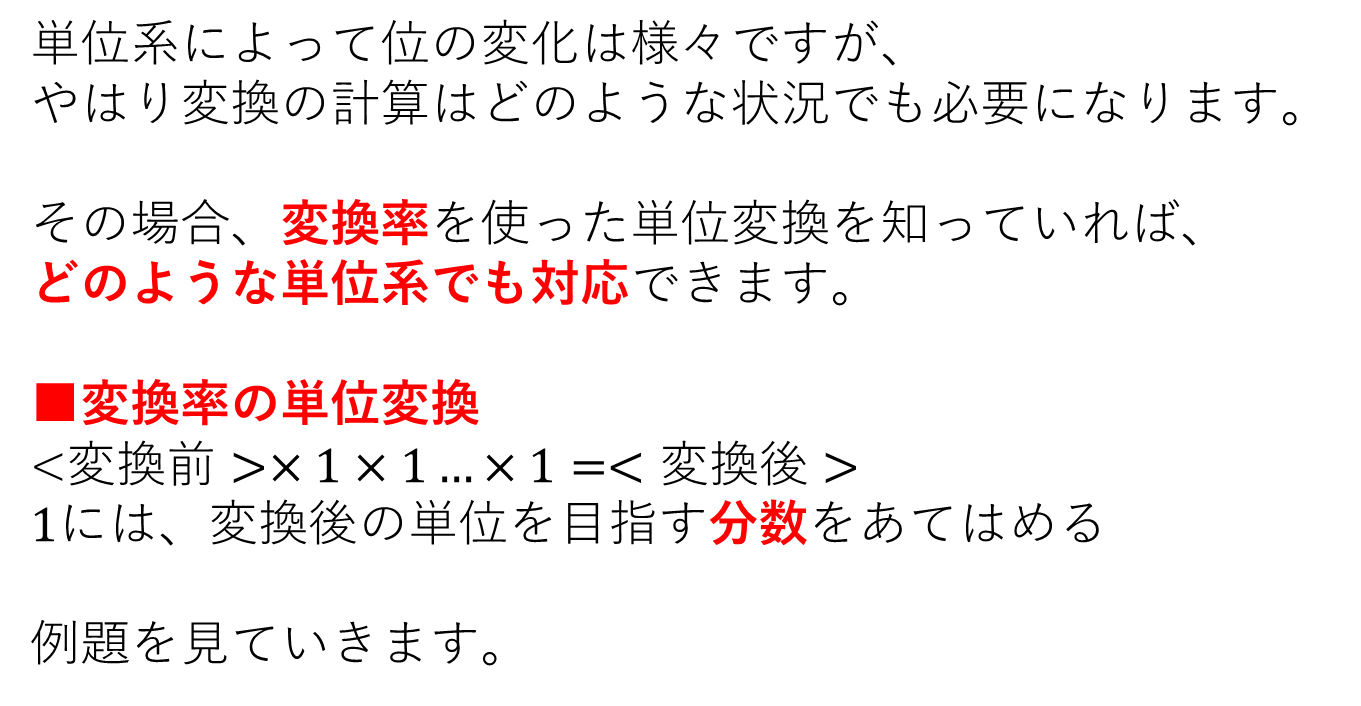 単位系によって位の変化は様々ですが、
やはり変換の計算はどのような状況でも必要になります。
その場合、変換率を使った単位変換を知っていれば、
どのような単位系でも対応できます。
■変換率の単位変換
<変換前 >× 1 × 1 … × 1 =< 変換後 >
1には、変換後の単位を目指す分数をあてはめる
例題を見ていきます。